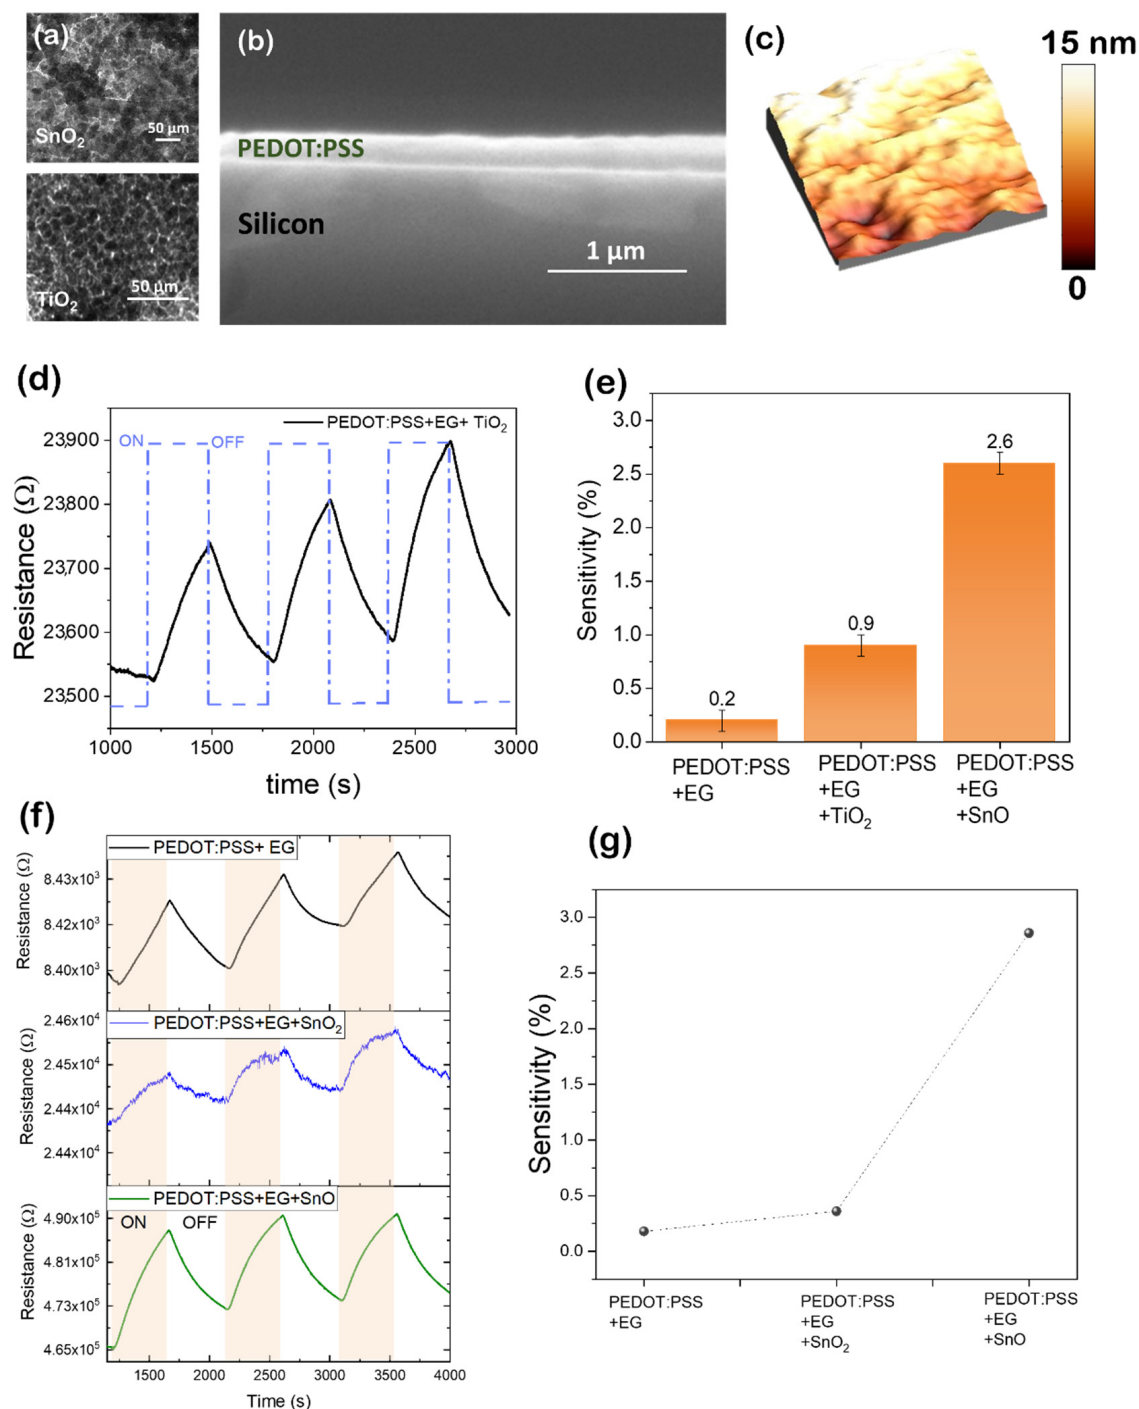 (a)
SnO₂
50 µm
TiO₂
50 µm
(b)
PEDOT:PSS
Silicon
1 µm
(c)
15 nm
0
(d)
PEDOT:PSS+EG+ TiO₂
ON
OFF
23,900
23,800
23,700
23,600
23,500
Resistance (Ω)
1000 1500 2000 2500 3000
time (s)
(e)
3.0
2.5
2.0
1.5
1.0
0.5
0.0
Sensitivity (%)
0.2
0.9
2.6
PEDOT:PSS
+EG
PEDOT:PSS
+EG
+TiO₂
PEDOT:PSS
+EG
+SnO
(f)
PEDOT:PSS+ EG
8.43x10³
8.42x10³
8.40x10³
Resistance (Ω)
PEDOT:PSS+EG+SnO₂
2.46x10⁴
2.45x10⁴
2.44x10⁴
2.44x10⁴
Resistance (Ω)
PEDOT:PSS+EG+SnO
ON OFF
4.90x10⁵
4.81x10⁵
4.73x10⁵
4.65x10⁵
Resistance (Ω)
1500 2000 2500 3000 3500 4000
Time (s)
(g)
3.0
2.5
2.0
1.5
1.0
0.5
0.0
Sensitivity (%)
PEDOT:PSS
+EG
PEDOT:PSS
+EG
+SnO₂
PEDOT:PSS
+EG
+SnO